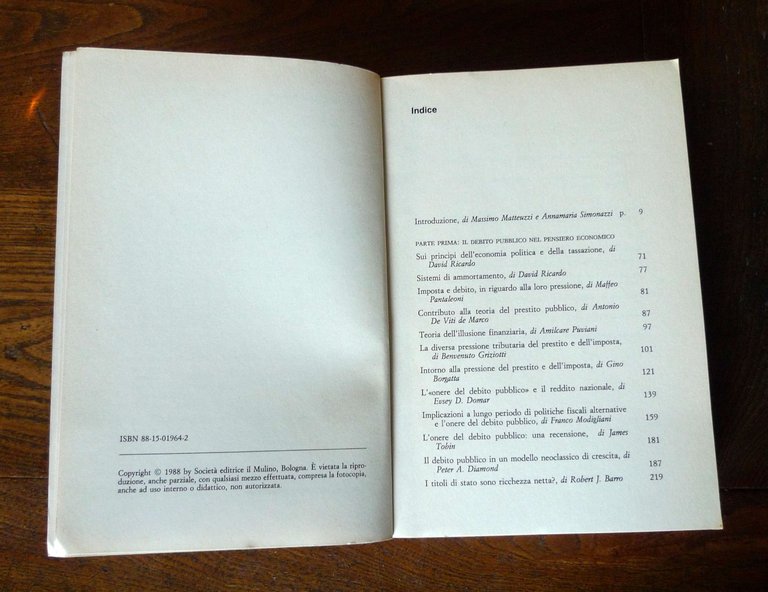 ISBN 88-15-01964-2
Copyright © 1988 by Società editrice il Mulino, Bologna. È vietata la ripro-
duzione, anche parziale, con qualsiasi mezzo effettuata, compresa la fotocopia,
anche ad uso interno o didattico, non autorizzata.
Indice
Introduzione, di Massimo Matteuzzi e Annamaria Simonazzi p. 9
PARTE PRIMA: IL DEBITO PUBBLICO NEL PENSIERO ECONOMICO
Sui principi dell'economia politica e della tassazione, di
David Ricardo 71
Sistemi di ammortamento, di David Ricardo 77
Imposta e debito, in riguardo alla loro pressione, di Maffeo
Pantaleoni 81
Contributo alla teoria del prestito pubblico, di Antonio
De Viti de Marco 87
Teoria dell'illusione finanziaria, di Amilcare Puviani 97
La diversa pressione tributaria del prestito e dell'imposta,
di Benvenuto Griziotti 101
Intorno alla pressione del prestito e dell'imposta, di Gino
Borgatta 121
L'«onere del debito pubblico» e il reddito nazionale, di
Evsey D. Domar 139
Implicazioni a lungo periodo di politiche fiscali alternative
e l'onere del debito pubblico, di Franco Modigliani 159
L'onere del debito pubblico: una recensione, di James
Tobin 181
Il debito pubblico in un modello neoclassico di crescita, di
Peter A. Diamond 187
I titoli di stato sono ricchezza netta?, di Robert J. Barro 219